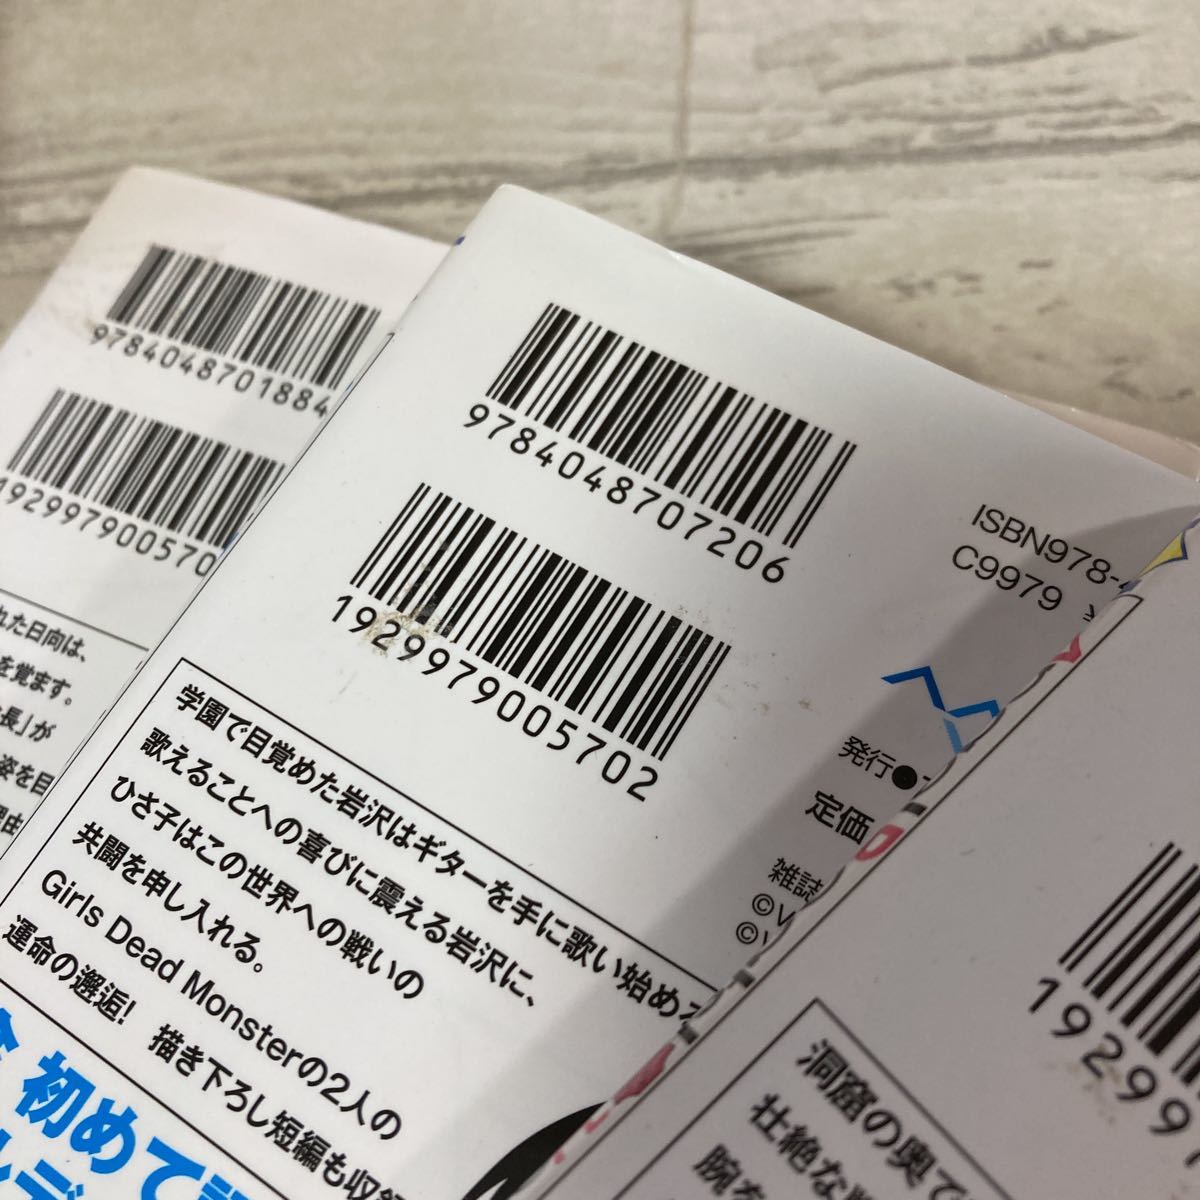 9784048701884
192997900570
れた日向は、
を覚ます。
長」が
姿を目
理由
9784048707206
1929979005702
ISBN978-4
C9979
発行●
定価
雑誌
©V
©V
学園で目覚めた岩沢はギターを手に歌い始める
歌えることへの喜びに震える岩沢に、
ひさ子はこの世界への戦いの
共闘を申し入れる。
Girls Dead Monsterの2人の
運命の邂逅! 描き下ろし短編も収録
初めて
19299
洞窟の奥で
壮絶な
腕を